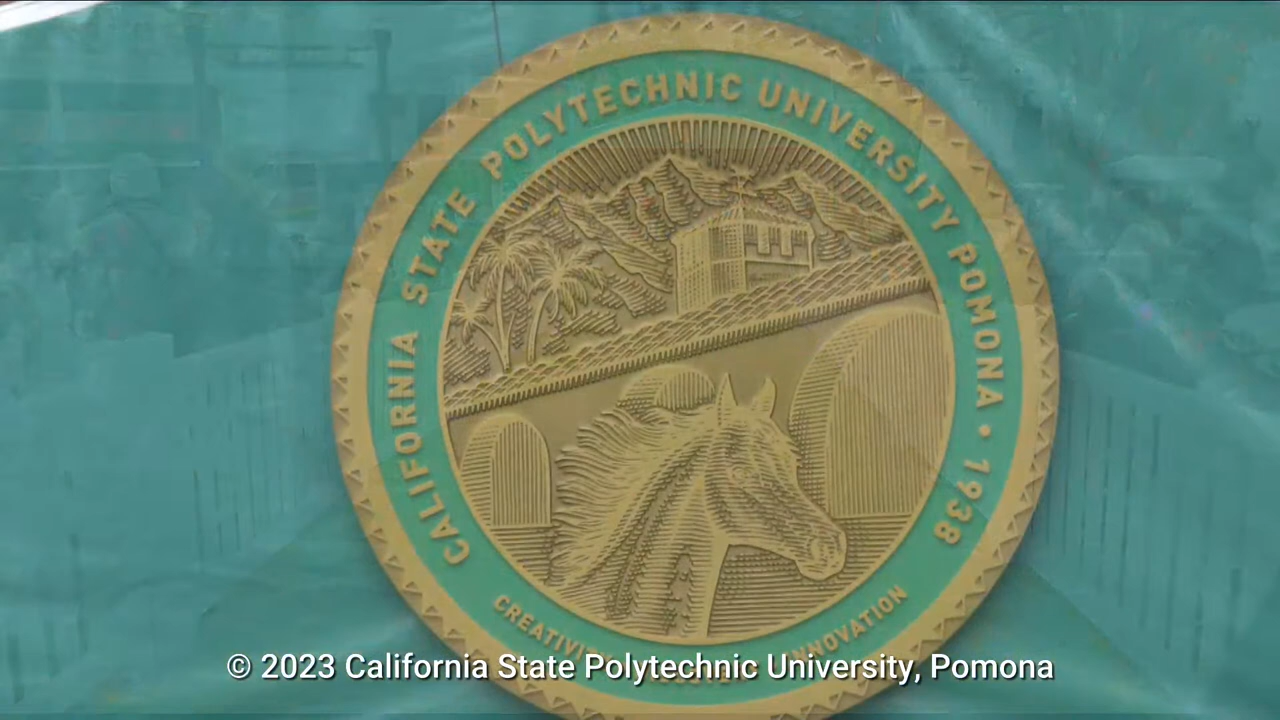 CALIFORNIA STATE POLYTECHNIC UNIVERSITY POMONA • 1938
CREATIVITY INNOVATION
© 2023 California State Polytechnic University, Pomona